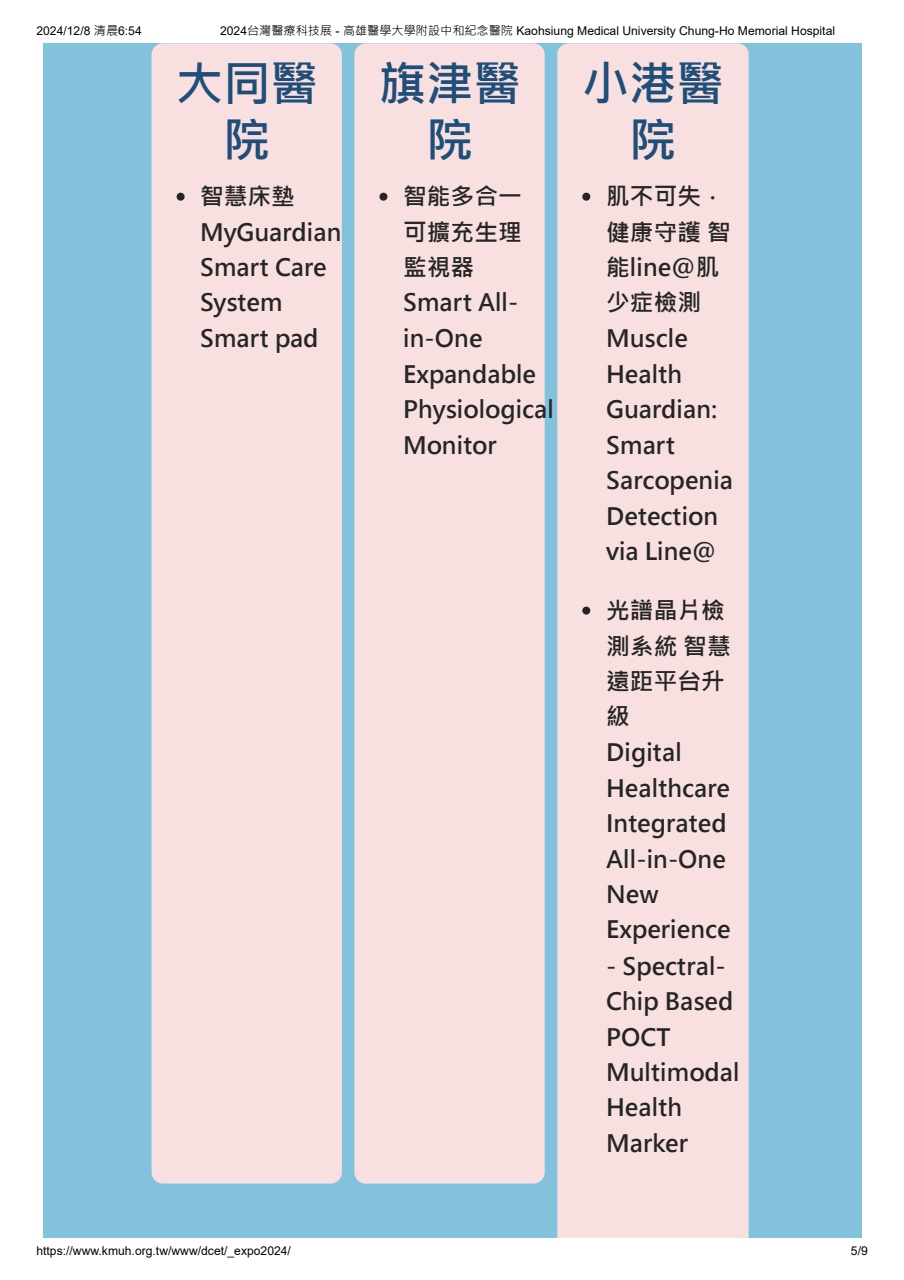 2024/12/8 清晨6:54
2024台灣醫療科技展 - 高雄醫學大學附設中和紀念醫院 Kaohsiung Medical University Chung-Ho Memorial Hospital
大同醫
院
• 智慧床墊
MyGuardian
Smart Care
System
Smart pad
旗津醫
院
• 智能多合一
可擴充生理
監視器
Smart All-
in-One
Expandable
Physiological
Monitor
小港醫
院
• 肌不可失．
健康守護 智
能line@肌
少症檢測
Muscle
Health
Guardian:
Smart
Sarcopenia
Detection
via Line@
• 光譜晶片檢
測系統 智慧
遠距平台升
級
Digital
Healthcare
Integrated
All-in-One
New
Experience
- Spectral-
Chip Based
POCT
Multimodal
Health
Marker
https://www.kmuh.org.tw/www/dcet/_expo2024/
5/9